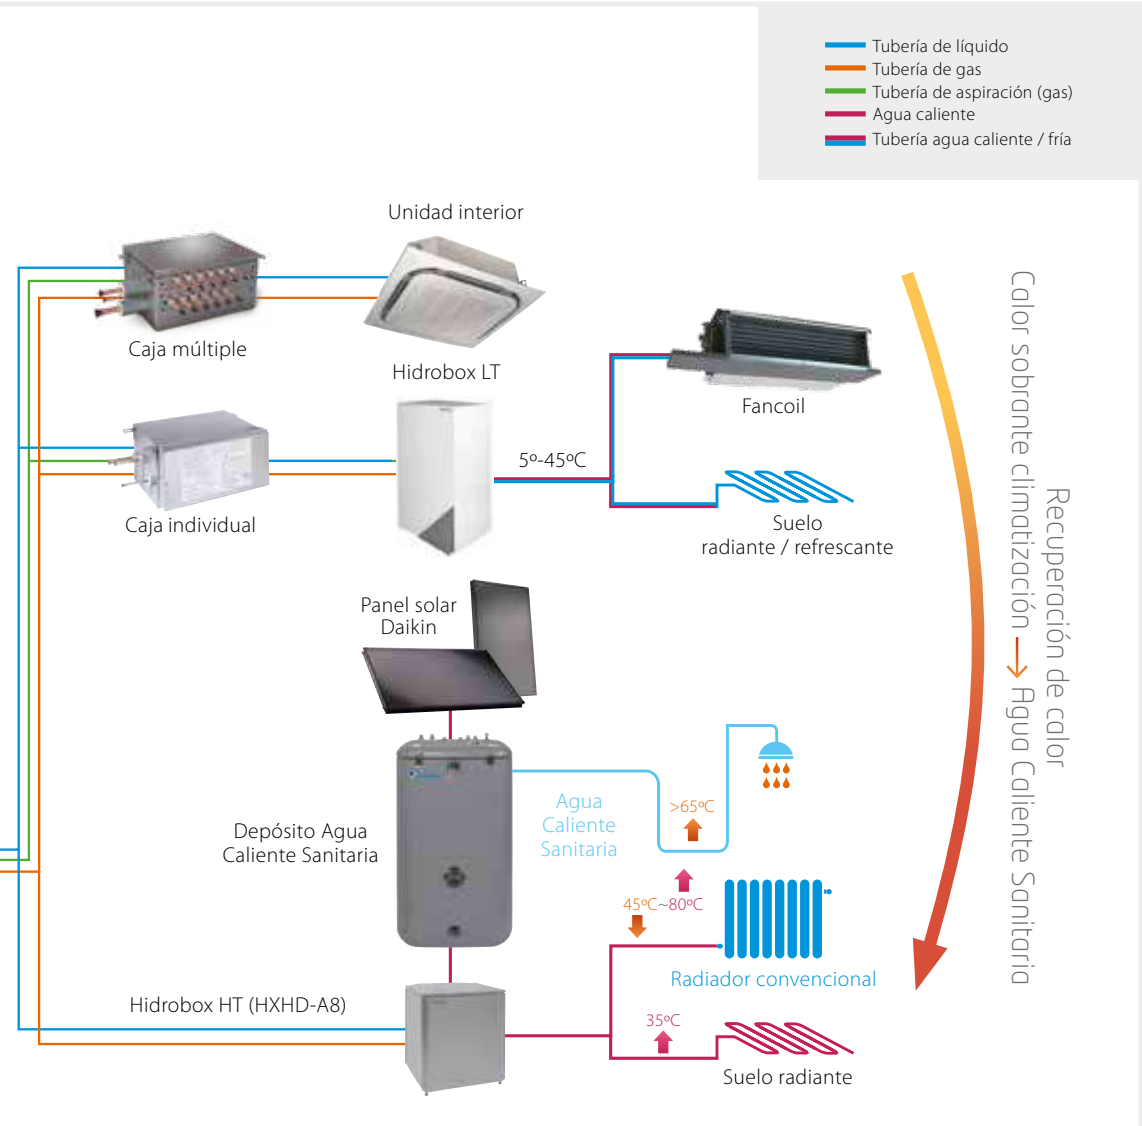 Tubería de líquido
Tubería de gas
Tubería de aspiración (gas)
Agua caliente
Tubería agua caliente / fría
Unidad interior
Caja múltiple
Hidrobox LT
Fancoil
5º-45ºC
Caja individual
Suelo
radiante / refrescante
Panel solar
Daikin
Recuperación de calor
Calor sobrante climatización → Agua Caliente Sanitaria
Agua
Caliente
Sanitaria
>65ºC
Depósito Agua
Caliente Sanitaria
45ºC~80ºC
Radiador convencional
Hidrobox HT (HXHD-A8)
35ºC
Suelo radiante